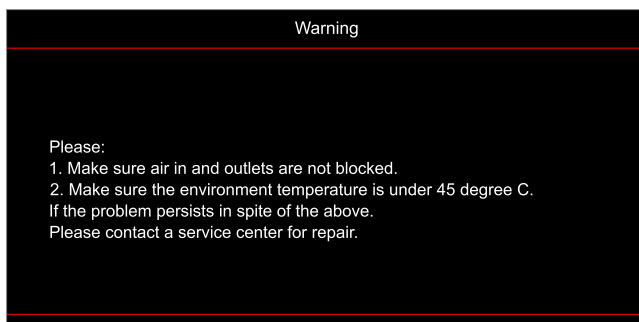 Warning
Please:
1. Make sure air in and outlets are not blocked.
2. Make sure the environment temperature is under 45 degree C.
If the problem persists in spite of the above.
Please contact a service center for repair.